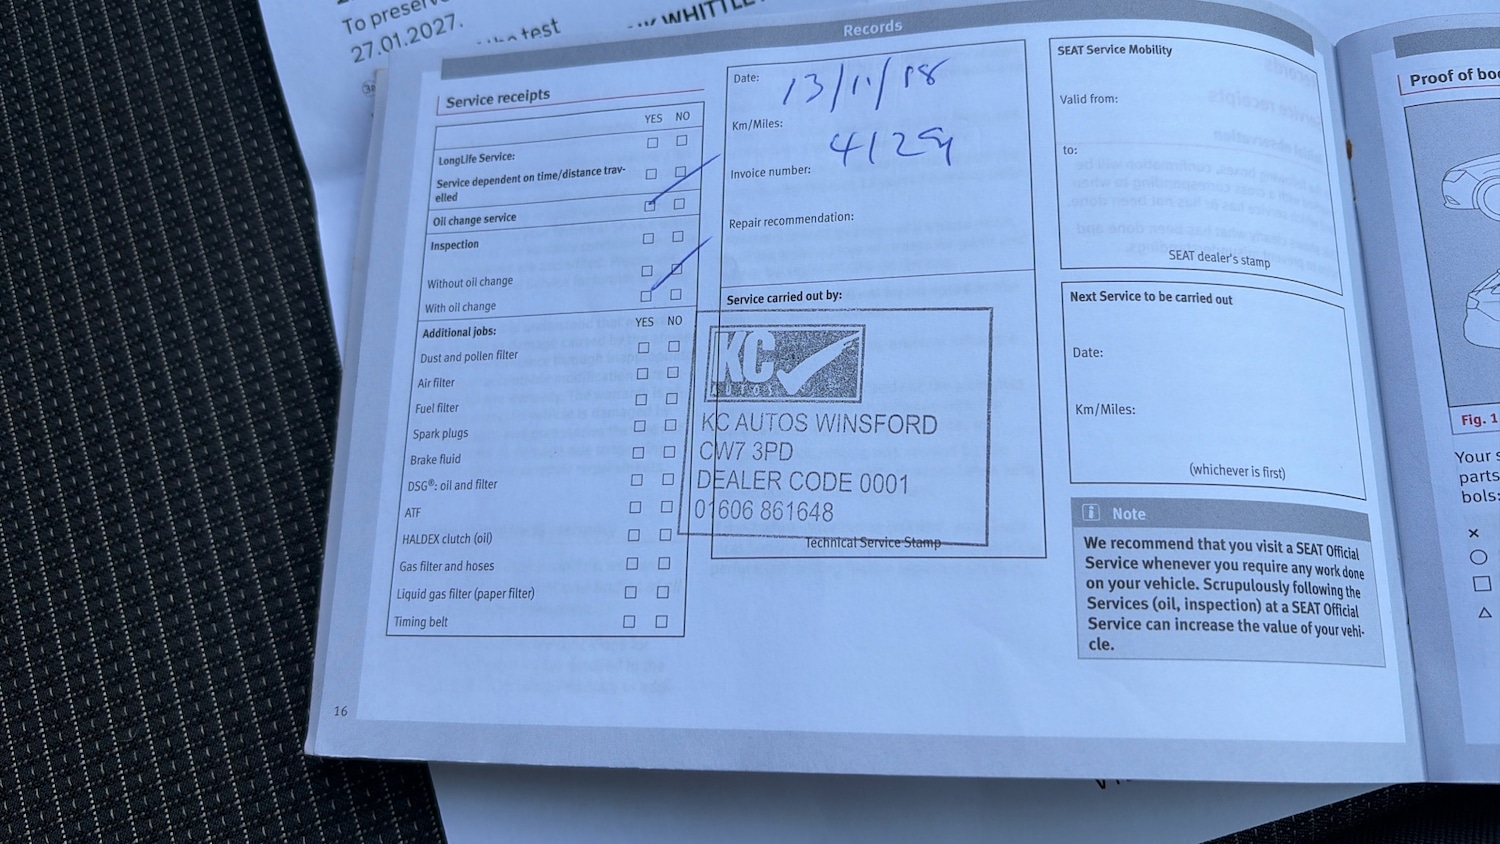 To preserv
27.01.2027.
the test
WHITTLE
Records
Service receipts
YES NO
LongLife Service:
Service dependent on time/distance trav-
elled
Oil change service
Inspection
Without oil change
With oil change
Additional jobs: YES NO
Dust and pollen filter
Air filter
Fuel filter
Spark plugs
Brake fluid
DSG®: oil and filter
ATF
HALDEX clutch (oil)
Gas filter and hoses
Liquid gas filter (paper filter)
Timing belt
16
Date: 13/11/18
Km/Miles: 4129
Invoice number:
Repair recommendation:
Service carried out by:
KC
KC AUTOS WINSFORD
CW7 3PD
DEALER CODE 0001
01606 861648
Technical Service Stamp
SEAT Service Mobility
Valid from:
to:
SEAT dealer's stamp
Next Service to be carried out
Date:
Km/Miles:
(whichever is first)
i Note
We recommend that you visit a SEAT Official
Service whenever you require any work done
on your vehicle. Scrupulously following the
Services (oil, inspection) at a SEAT Official
Service can increase the value of your vehi-
cle.
Proof of bo
Fig. 1
Your s
parts
bols: